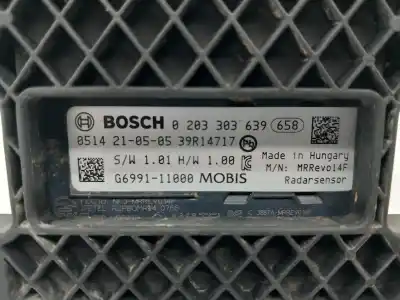 BOSCH 0 203 303 639 658
0514 21-05-05 39R14717 Pb
S/W 1.01 H/W 1.00
Made in Hungary
M/N: MRRevo14F
G6991-11000 MOBIS
Radarsensor